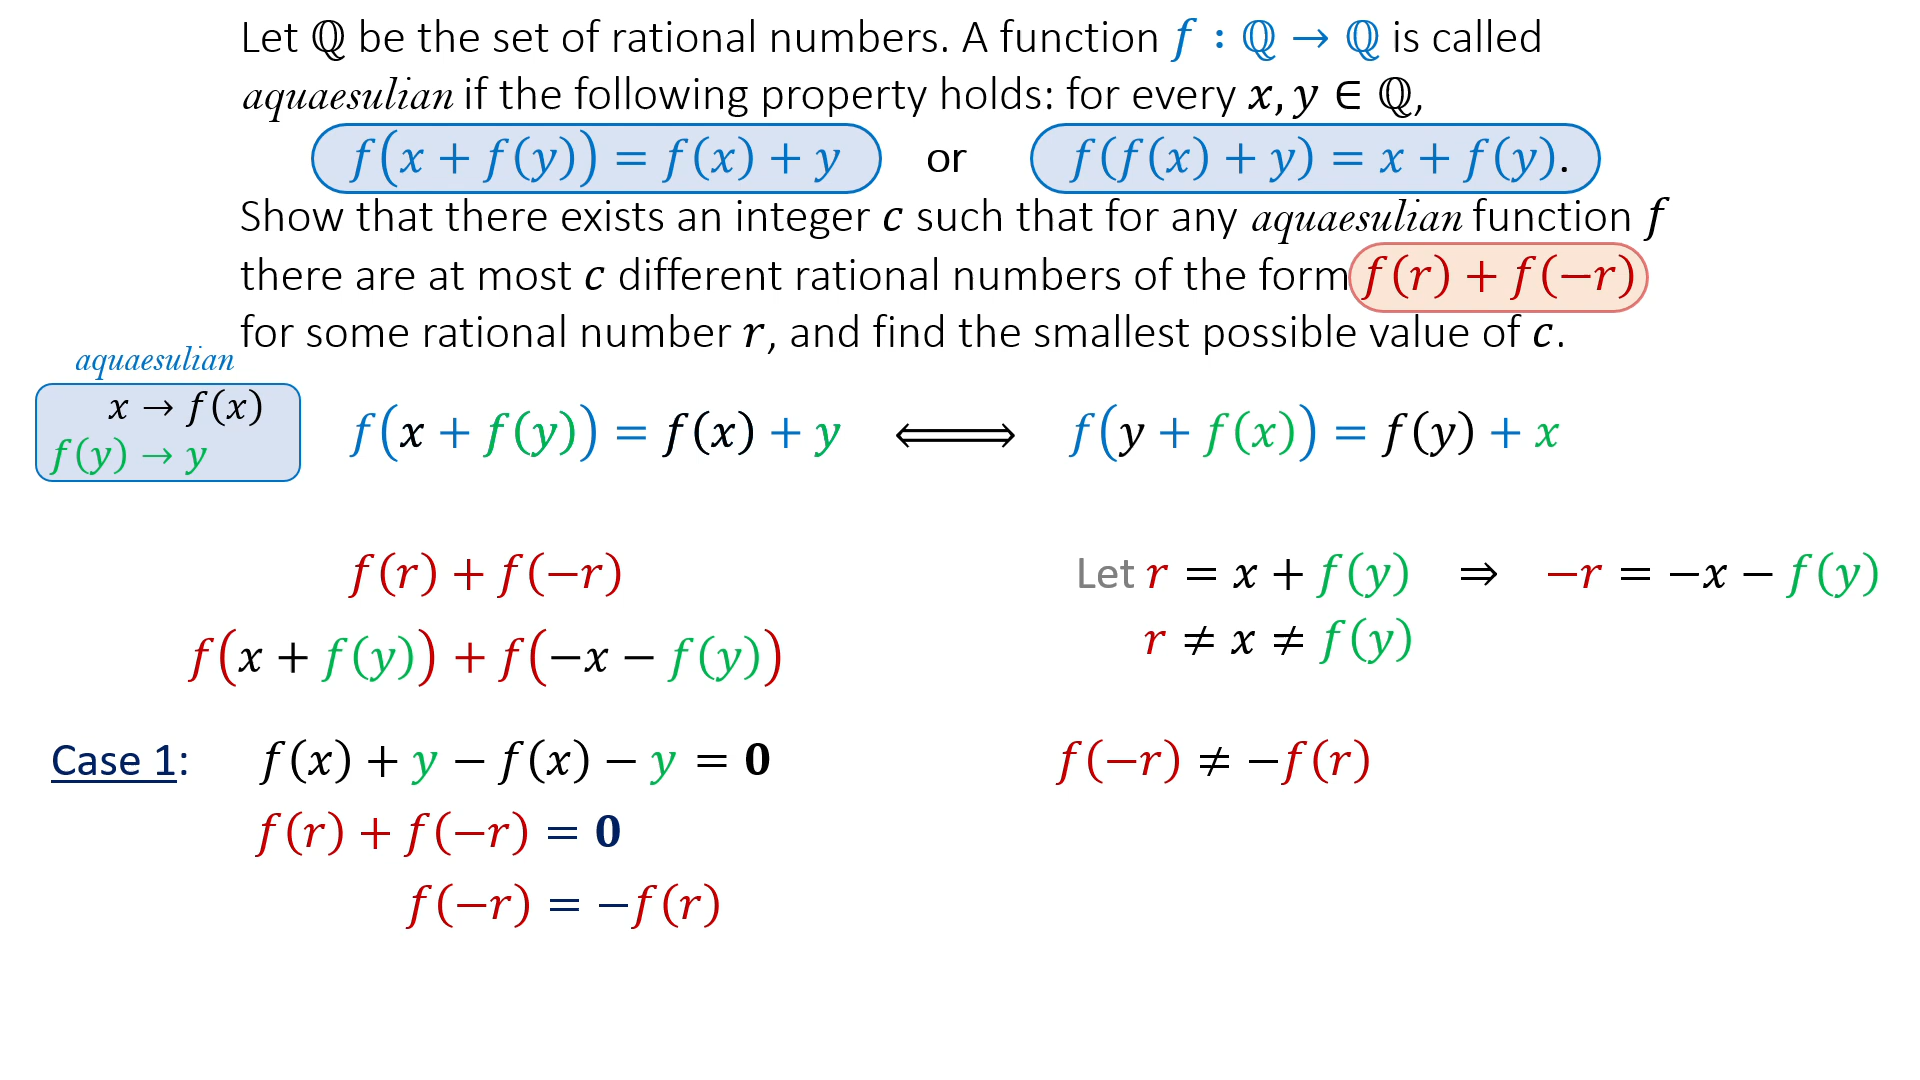 Let ℚ be the set of rational numbers. A function f : ℚ → ℚ is called
aquaesulian if the following property holds: for every x, y ∈ ℚ,
f(x + f(y)) = f(x) + y or f(f(x) + y) = x + f(y).
Show that there exists an integer c such that for any aquaesulian function f
there are at most c different rational numbers of the form f(r) + f(−r)
for some rational number r, and find the smallest possible value of c.
aquaesulian
x → f(x)
f(y) → y
f(x + f(y)) = f(x) + y ⟺ f(y + f(x)) = f(y) + x
f(r) + f(−r)
Let r = x + f(y) ⇒ −r = −x − f(y)
r ≠ x ≠ f(y)
f(x + f(y)) + f(−x − f(y))
Case 1: f(x) + y − f(x) − y = 0
f(−r) ≠ −f(r)
f(r) + f(−r) = 0
f(−r) = −f(r)